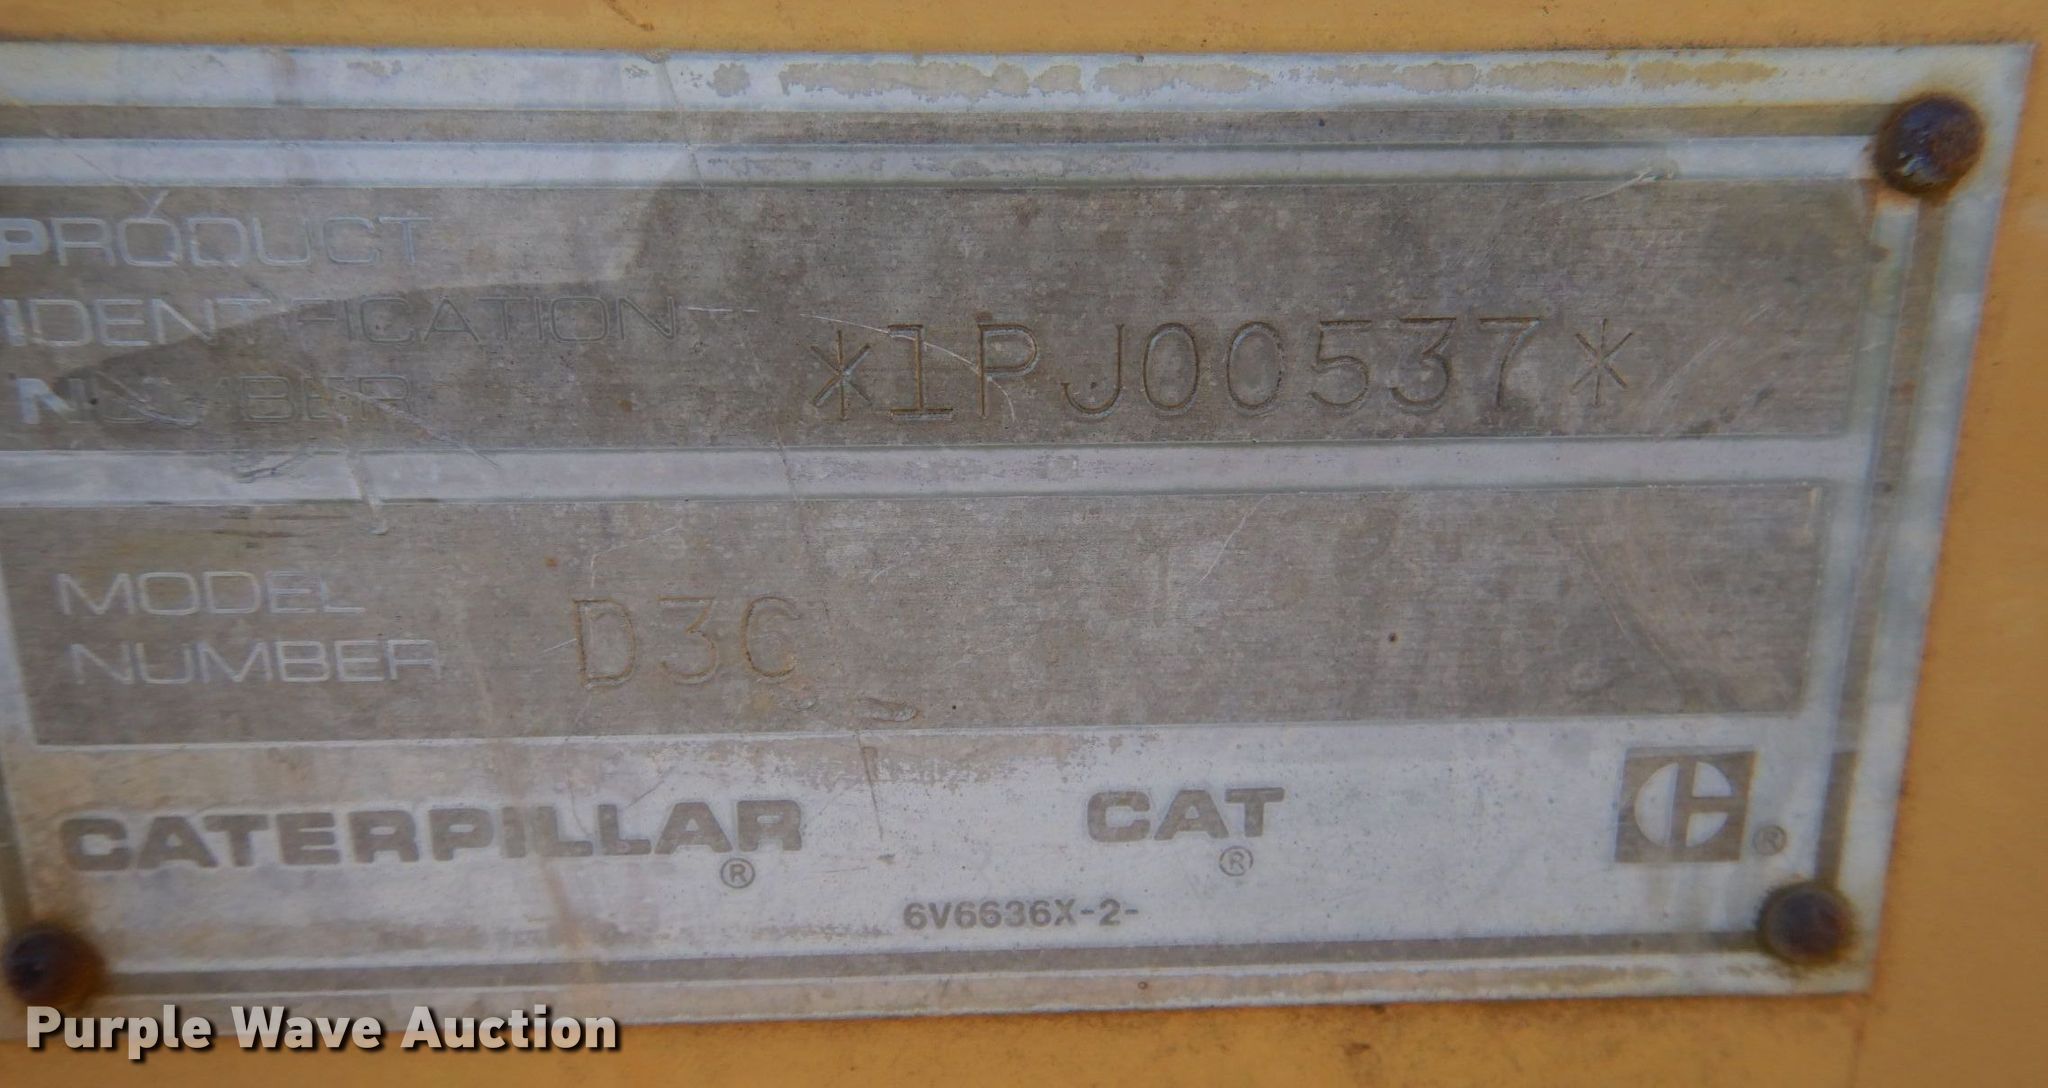 PRODUCT
IDENTIFICATION
NUMBER *1PJ00537*
MODEL
NUMBER D3C
CATERPILLAR® CAT® ®
6V6636X-2-
Purple Wave Auction